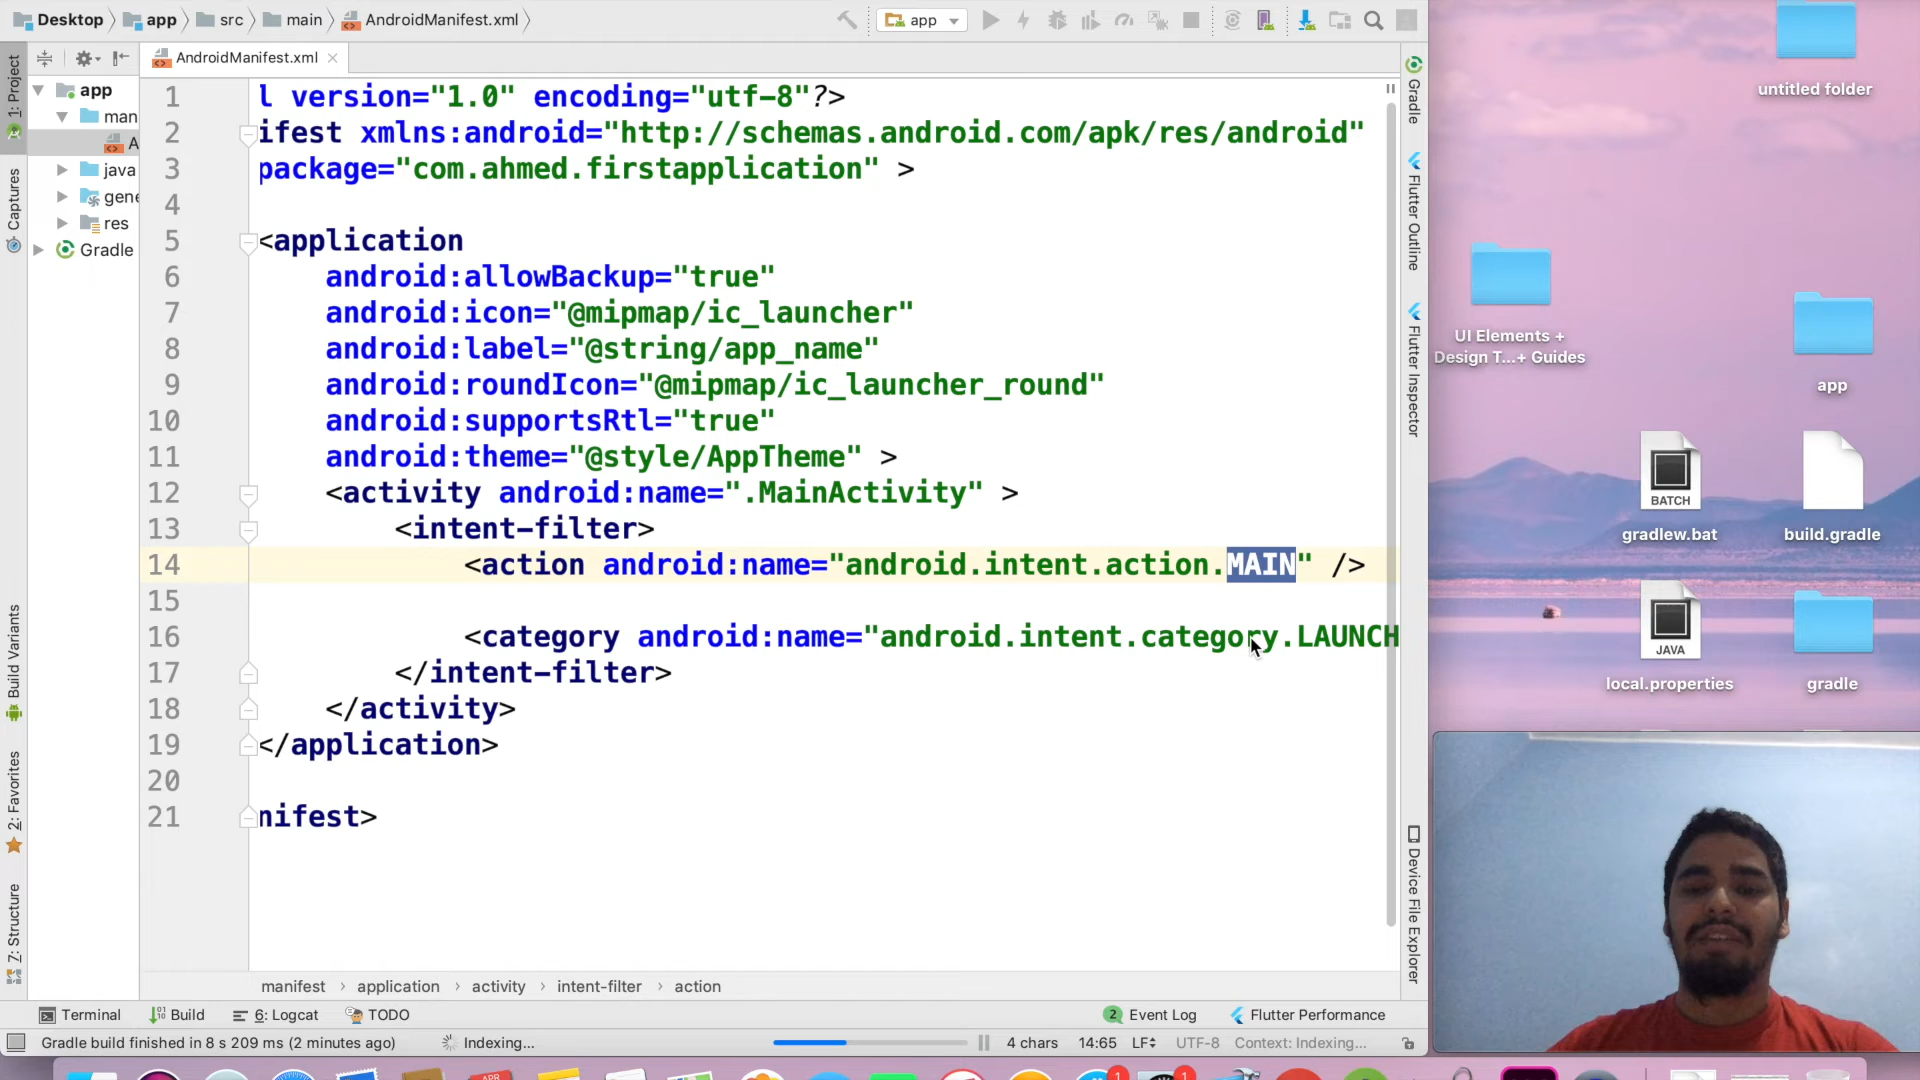 Desktop app src main AndroidManifest.xml
app
AndroidManifest.xml
1: Project
Captures
Build Variants
2: Favorites
7: Structure
app
man
A
java
gene
res
Gradle
1 l version="1.0" encoding="utf-8"?>
2 ifest xmlns:android="http://schemas.android.com/apk/res/android"
3 package="com.ahmed.firstapplication" >
4
5 <application
6 android:allowBackup="true"
7 android:icon="@mipmap/ic_launcher"
8 android:label="@string/app_name"
9 android:roundIcon="@mipmap/ic_launcher_round"
10 android:supportsRtl="true"
11 android:theme="@style/AppTheme" >
12 <activity android:name=".MainActivity" >
13 <intent-filter>
14 <action android:name="android.intent.action.MAIN" />
15
16 <category android:name="android.intent.category.LAUNCH
17 </intent-filter>
18 </activity>
19 </application>
20
21 nifest>
manifest › application › activity › intent-filter › action
Terminal Build 6: Logcat TODO
2 Event Log Flutter Performance
Gradle build finished in 8 s 209 ms (2 minutes ago) Indexing... 4 chars 14:65 LF UTF-8 Context: Indexing...
Gradle
Flutter Outline
Flutter Inspector
Device File Explorer
untitled folder
UI Elements +
Design T...+ Guides
app
BATCH
gradlew.bat
build.gradle
JAVA
local.properties
gradle
APR
1
1